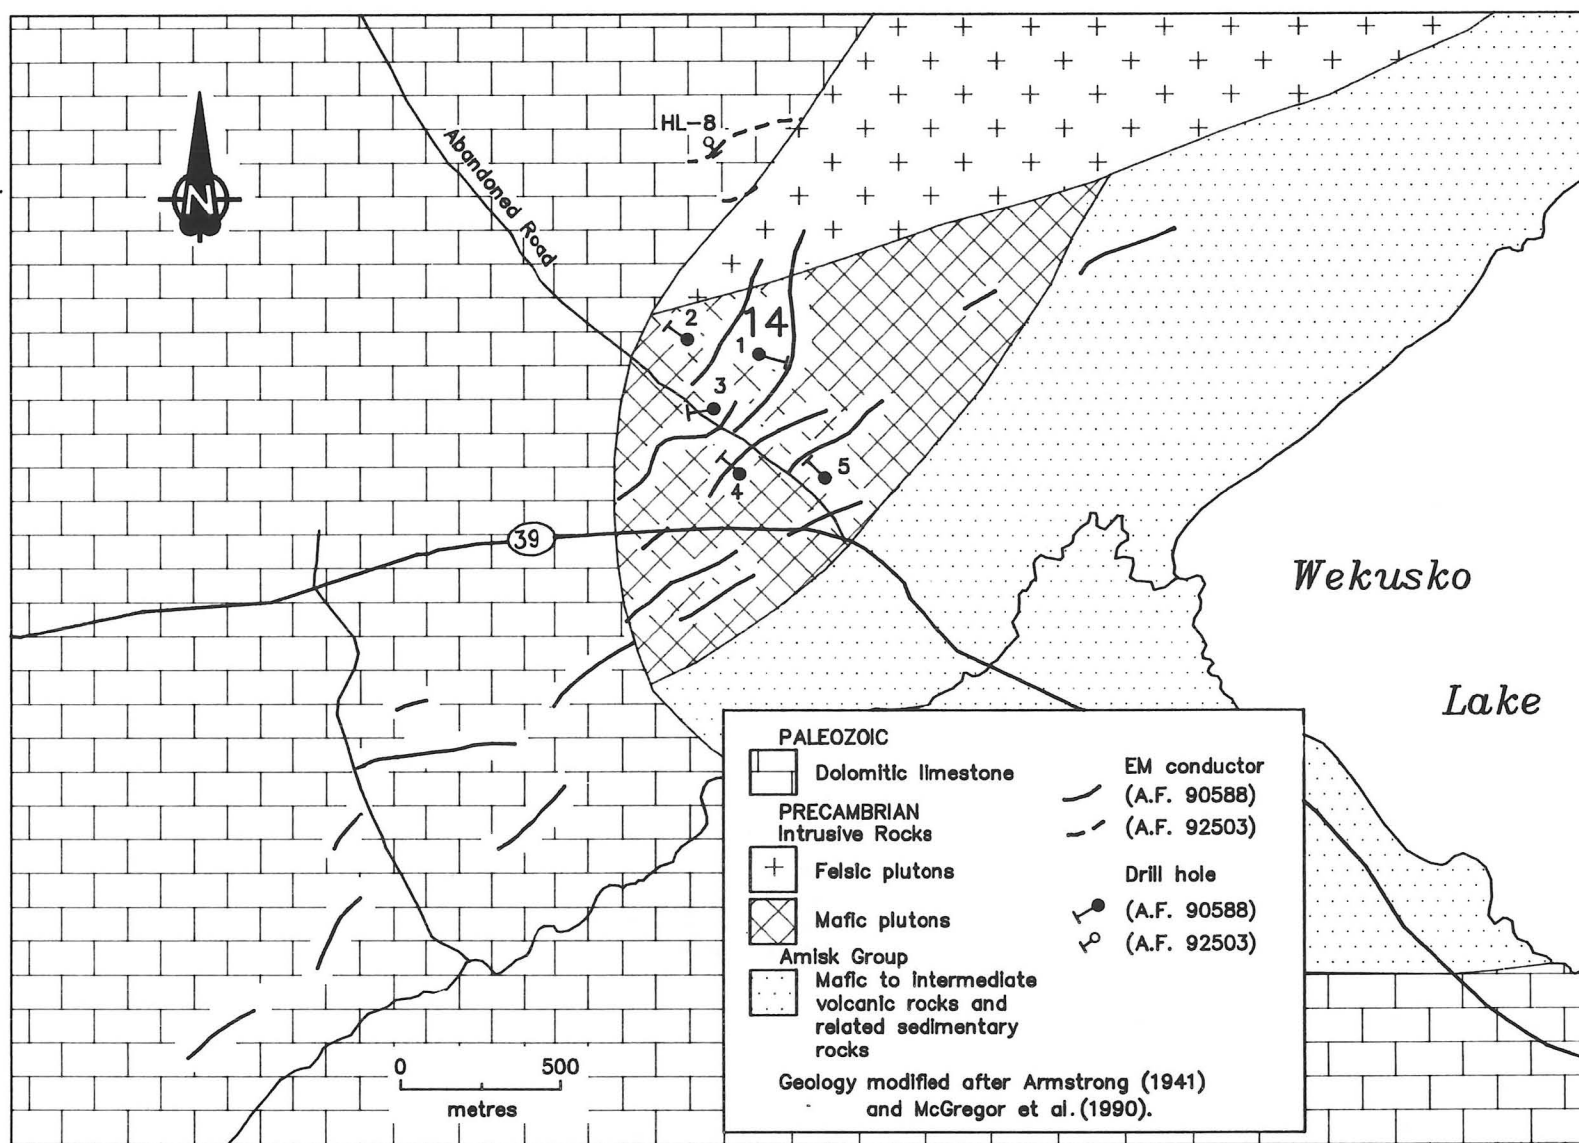 HL-8
Abandoned Road
N
14
2
1
3
4
5
39
Wekusko
Lake
PALEOZOIC
Dolomitic limestone
PRECAMBRIAN
Intrusive Rocks
Felsic plutons
Mafic plutons
Amisk Group
Mafic to intermediate
volcanic rocks and
related sedimentary
rocks
EM conductor
(A.F. 90588)
(A.F. 92503)
Drill hole
(A.F. 90588)
(A.F. 92503)
Geology modified after Armstrong (1941)
and McGregor et al.(1990).
0 500
metres